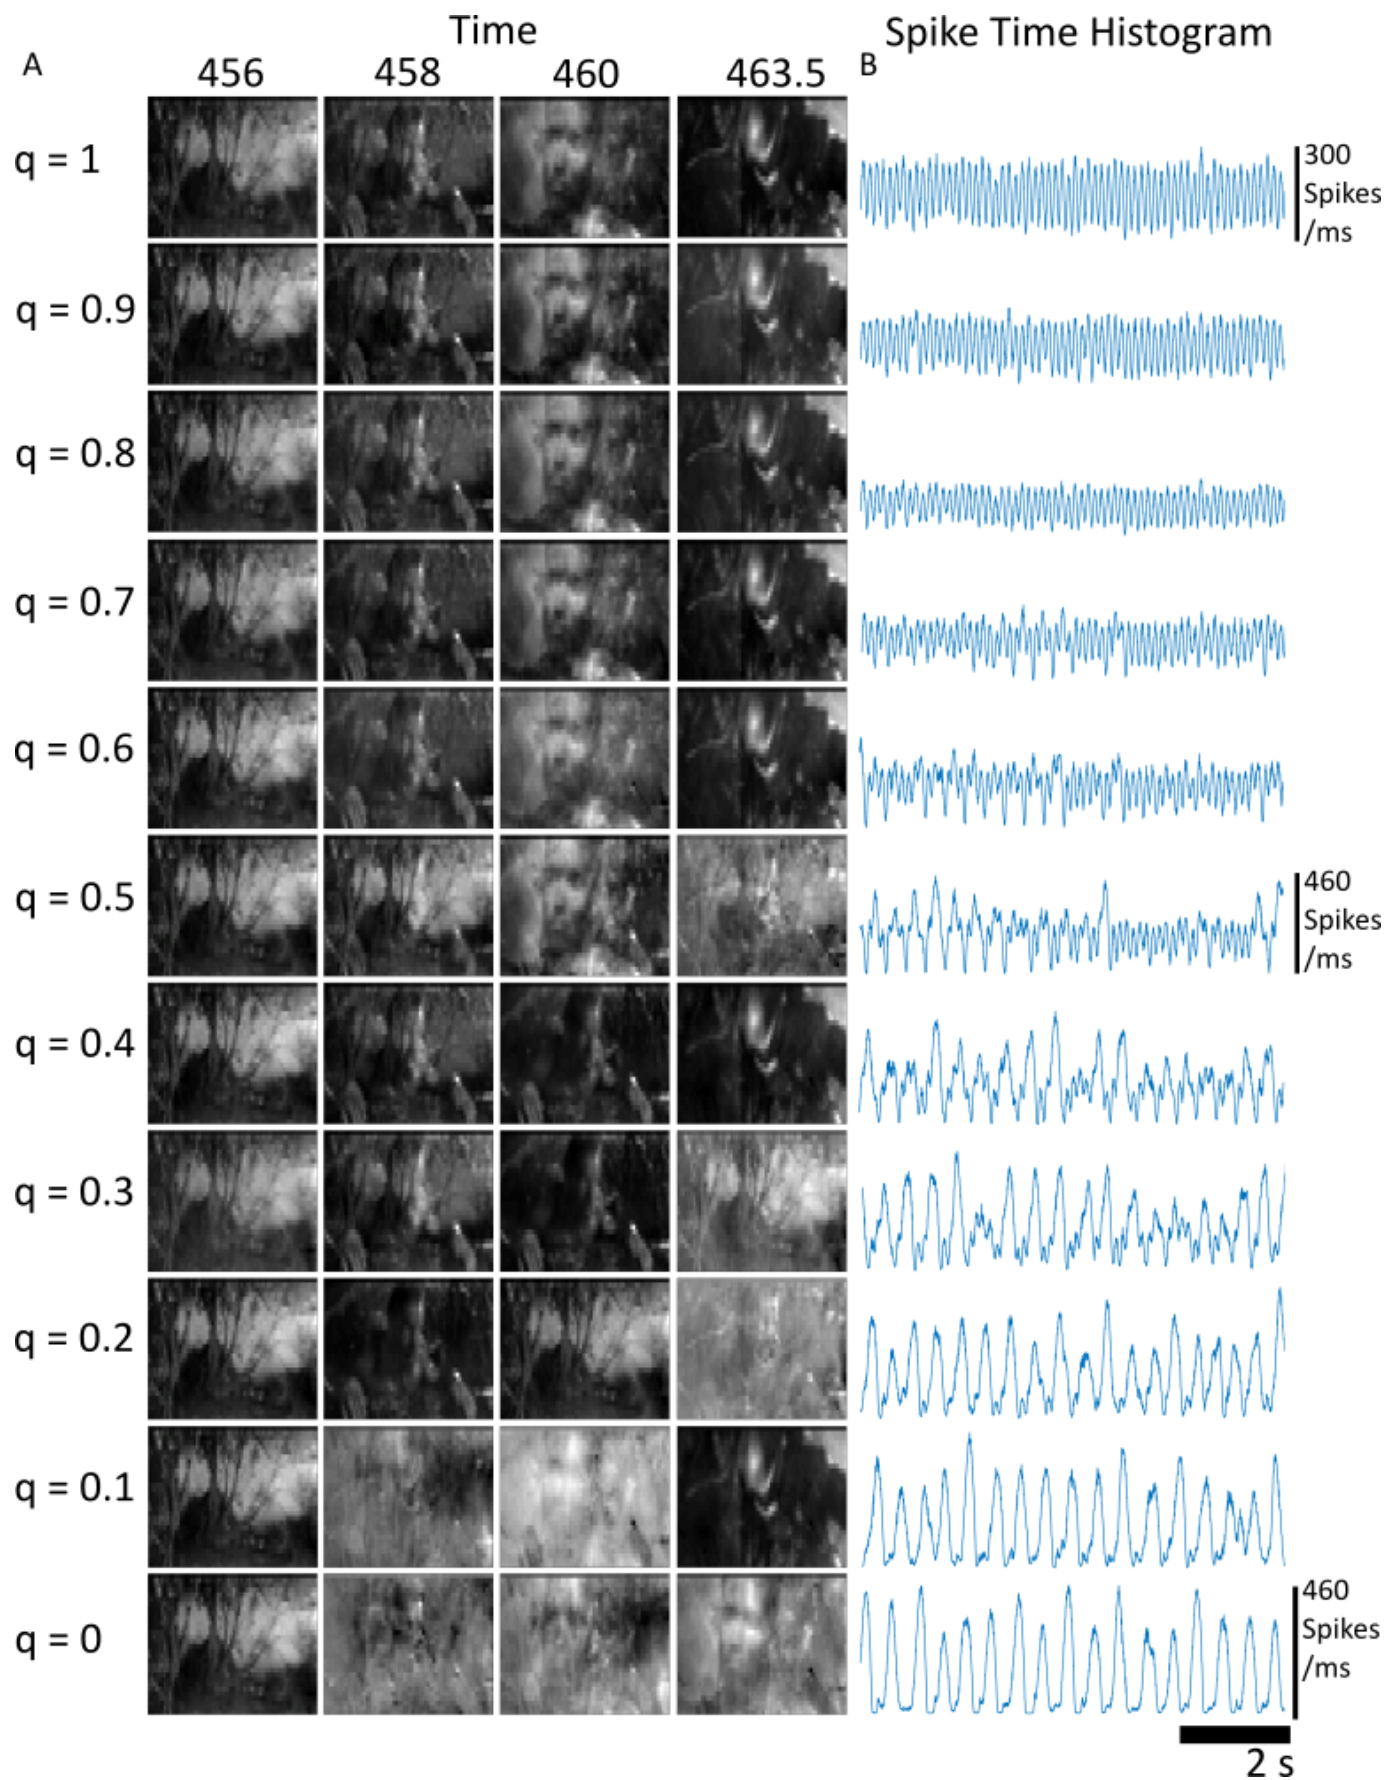 Time
Spike Time Histogram
A
456
458
460
463.5
B
q = 1
300
Spikes
/ms
q = 0.9
q = 0.8
q = 0.7
q = 0.6
q = 0.5
460
Spikes
/ms
q = 0.4
q = 0.3
q = 0.2
q = 0.1
q = 0
460
Spikes
/ms
2 s